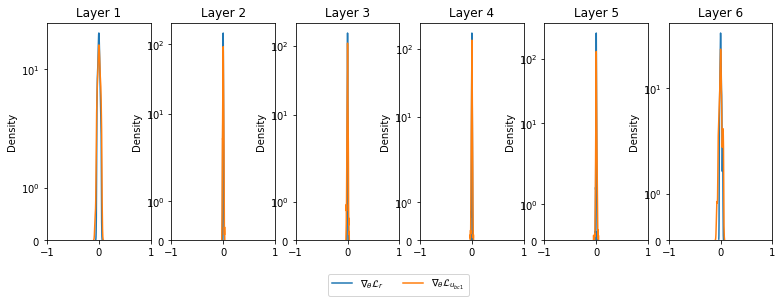 Layer 1 Layer 2 Layer 3 Layer 4 Layer 5 Layer 6
Density 10¹ 10⁰ 0 −1 0 1
Density 10² 10¹ 10⁰ 0 −1 0 1
Density 10² 10¹ 10⁰ 0 −1 0 1
Density 10² 10¹ 10⁰ 0 −1 0 1
Density 10² 10¹ 10⁰ 0 −1 0 1
Density 10¹ 10⁰ 0 −1 0 1
∇θℒr ∇θℒubc1